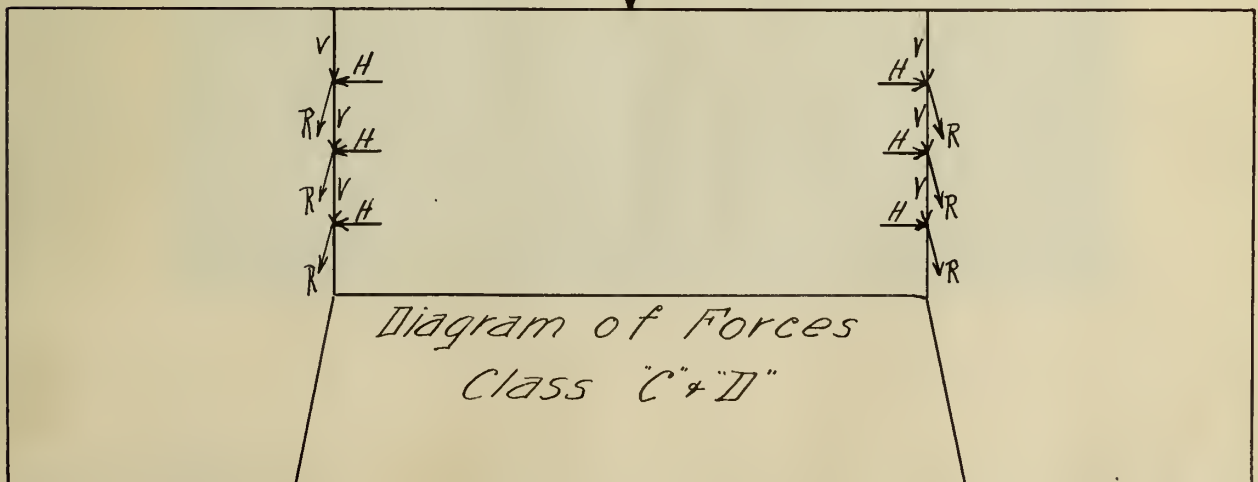 V V
H H
R V V R
H H
R V V R
H H
R R
Diagram of Forces
Class "C" & "D"